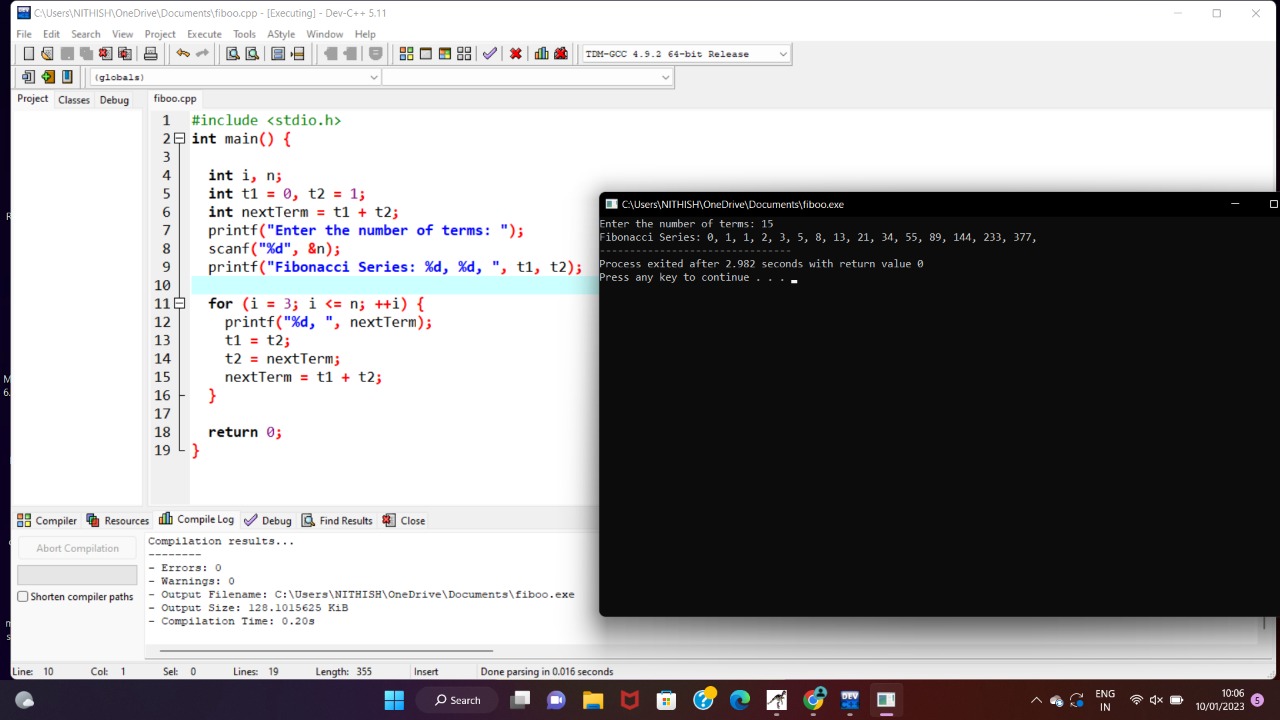 C:\Users\NITHISH\OneDrive\Documents\fiboo.cpp - [Executing] - Dev-C++ 5.11
File Edit Search View Project Execute Tools AStyle Window Help
TDM-GCC 4.9.2 64-bit Release
(globals)
Project Classes Debug
fiboo.cpp
1 #include <stdio.h>
2 int main() {
3
4 int i, n;
5 int t1 = 0, t2 = 1;
6 int nextTerm = t1 + t2;
7 printf("Enter the number of terms: ");
8 scanf("%d", &n);
9 printf("Fibonacci Series: %d, %d, ", t1, t2);
10
11 for (i = 3; i <= n; ++i) {
12 printf("%d, ", nextTerm);
13 t1 = t2;
14 t2 = nextTerm;
15 nextTerm = t1 + t2;
16 }
17
18 return 0;
19 }
C:\Users\NITHISH\OneDrive\Documents\fiboo.exe
Enter the number of terms: 15
Fibonacci Series: 0, 1, 1, 2, 3, 5, 8, 13, 21, 34, 55, 89, 144, 233, 377,
--------------------------------
Process exited after 2.982 seconds with return value 0
Press any key to continue . . .
Compiler Resources Compile Log Debug Find Results Close
Abort Compilation
Shorten compiler paths
Compilation results...
--------
- Errors: 0
- Warnings: 0
- Output Filename: C:\Users\NITHISH\OneDrive\Documents\fiboo.exe
- Output Size: 128.1015625 KiB
- Compilation Time: 0.20s
Line: 10 Col: 1 Sel: 0 Lines: 19 Length: 355 Insert Done parsing in 0.016 seconds
Search
DEV
ENG
IN
10:06
10/01/2023
5